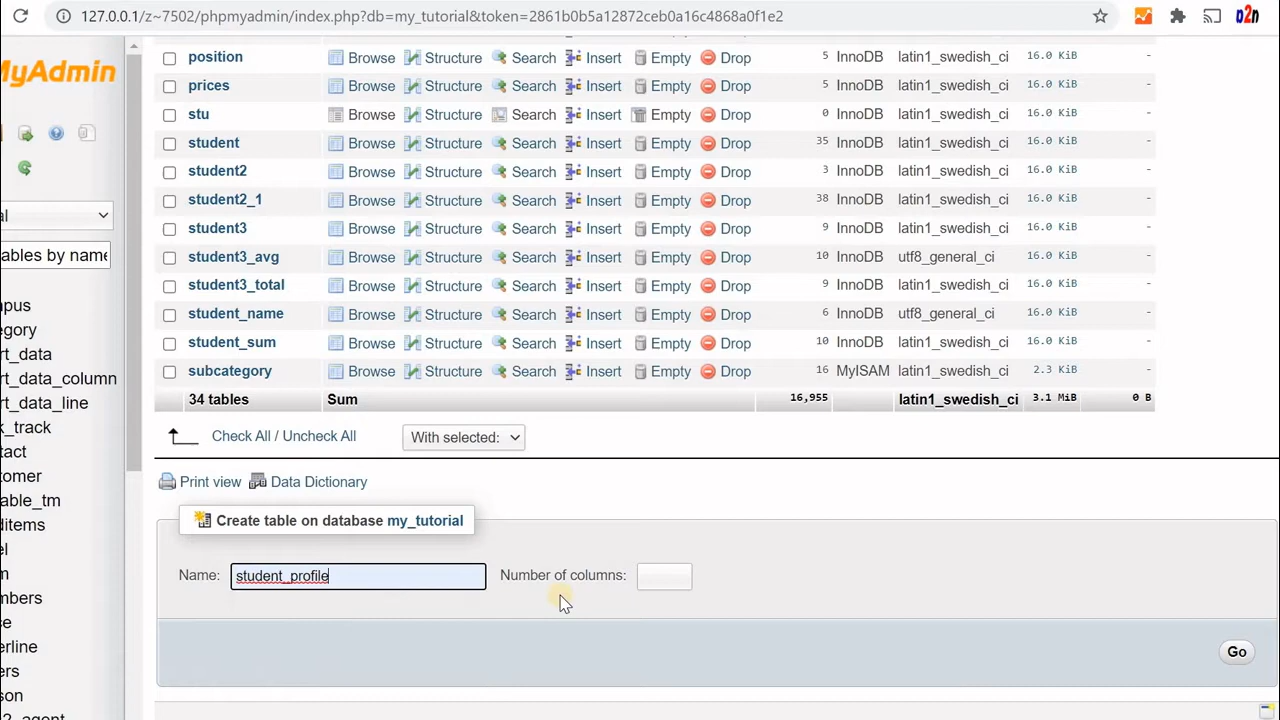 127.0.0.1/z~7502/phpmyadmin/index.php?db=my_tutorial&token=2861b0b5a12872ceb0a16c4868a0f1e2
MyAdmin
al
ables by name
npus
egory
rt_data
rt_data_column
rt_data_line
k_track
tact
tomer
able_tm
ditems
el
m
mbers
ce
erline
ers
son
2_agent
position Browse Structure Search Insert Empty Drop 5 InnoDB latin1_swedish_ci 16.0 KiB -
prices Browse Structure Search Insert Empty Drop 5 InnoDB latin1_swedish_ci 16.0 KiB -
stu Browse Structure Search Insert Empty Drop 0 InnoDB latin1_swedish_ci 16.0 KiB -
student Browse Structure Search Insert Empty Drop 35 InnoDB latin1_swedish_ci 16.0 KiB -
student2 Browse Structure Search Insert Empty Drop 3 InnoDB latin1_swedish_ci 16.0 KiB -
student2_1 Browse Structure Search Insert Empty Drop 38 InnoDB latin1_swedish_ci 16.0 KiB -
student3 Browse Structure Search Insert Empty Drop 9 InnoDB latin1_swedish_ci 16.0 KiB -
student3_avg Browse Structure Search Insert Empty Drop 10 InnoDB utf8_general_ci 16.0 KiB -
student3_total Browse Structure Search Insert Empty Drop 9 InnoDB latin1_swedish_ci 16.0 KiB -
student_name Browse Structure Search Insert Empty Drop 6 InnoDB utf8_general_ci 16.0 KiB -
student_sum Browse Structure Search Insert Empty Drop 10 InnoDB latin1_swedish_ci 16.0 KiB -
subcategory Browse Structure Search Insert Empty Drop 16 MyISAM latin1_swedish_ci 2.3 KiB -
34 tables Sum 16,955 latin1_swedish_ci 3.1 MiB 0 B
Check All / Uncheck All With selected:
Print view Data Dictionary
Create table on database my_tutorial
Name: student_profile Number of columns:
Go